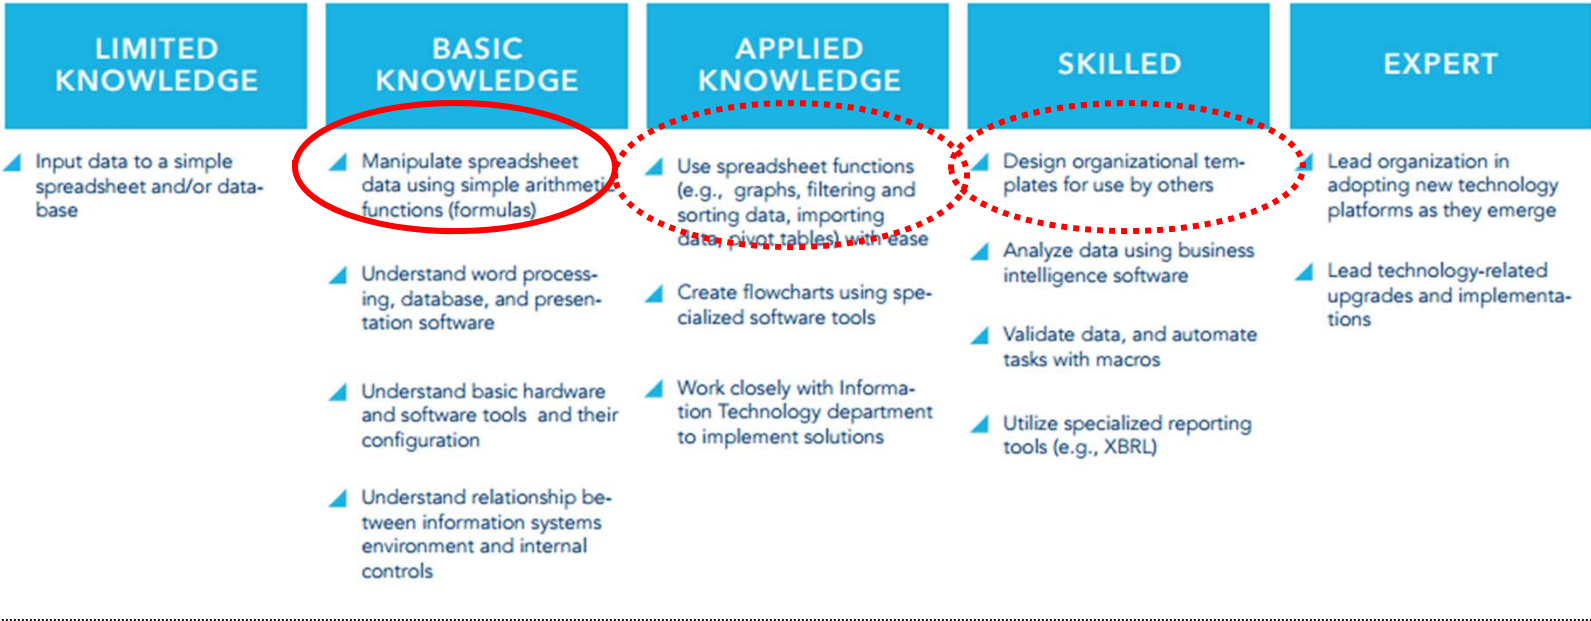 LIMITED
KNOWLEDGE
Input data to a simple
spreadsheet and/or data-
base
BASIC
KNOWLEDGE
Manipulate spreadsheet
data using simple arithmetic
functions (formulas)
Understand word process-
ing, database, and presen-
tation software
Understand basic hardware
and software tools and their
configuration
Understand relationship be-
tween information systems
environment and internal
controls
APPLIED
KNOWLEDGE
Use spreadsheet functions
(e.g., graphs, filtering and
sorting data, importing
data, pivot tables) with ease
Create flowcharts using spe-
cialized software tools
Work closely with Informa-
tion Technology department
to implement solutions
SKILLED
Design organizational tem-
plates for use by others
Analyze data using business
intelligence software
Validate data, and automate
tasks with macros
Utilize specialized reporting
tools (e.g., XBRL)
EXPERT
Lead organization in
adopting new technology
platforms as they emerge
Lead technology-related
upgrades and implementa-
tions